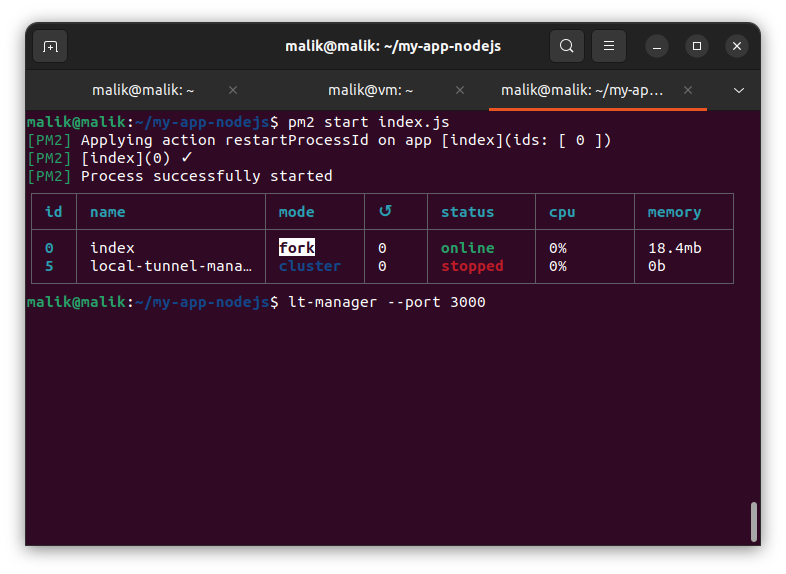 malik@malik: ~/my-app-nodejs
malik@malik: ~
malik@vm: ~
malik@malik: ~/my-ap…
malik@malik:~/my-app-nodejs$ pm2 start index.js
[PM2] Applying action restartProcessId on app [index](ids: [ 0 ])
[PM2] [index](0) ✓
[PM2] Process successfully started
id name mode ↺ status cpu memory
0 index fork 0 online 0% 18.4mb
5 local-tunnel-mana… cluster 0 stopped 0% 0b
malik@malik:~/my-app-nodejs$ lt-manager --port 3000